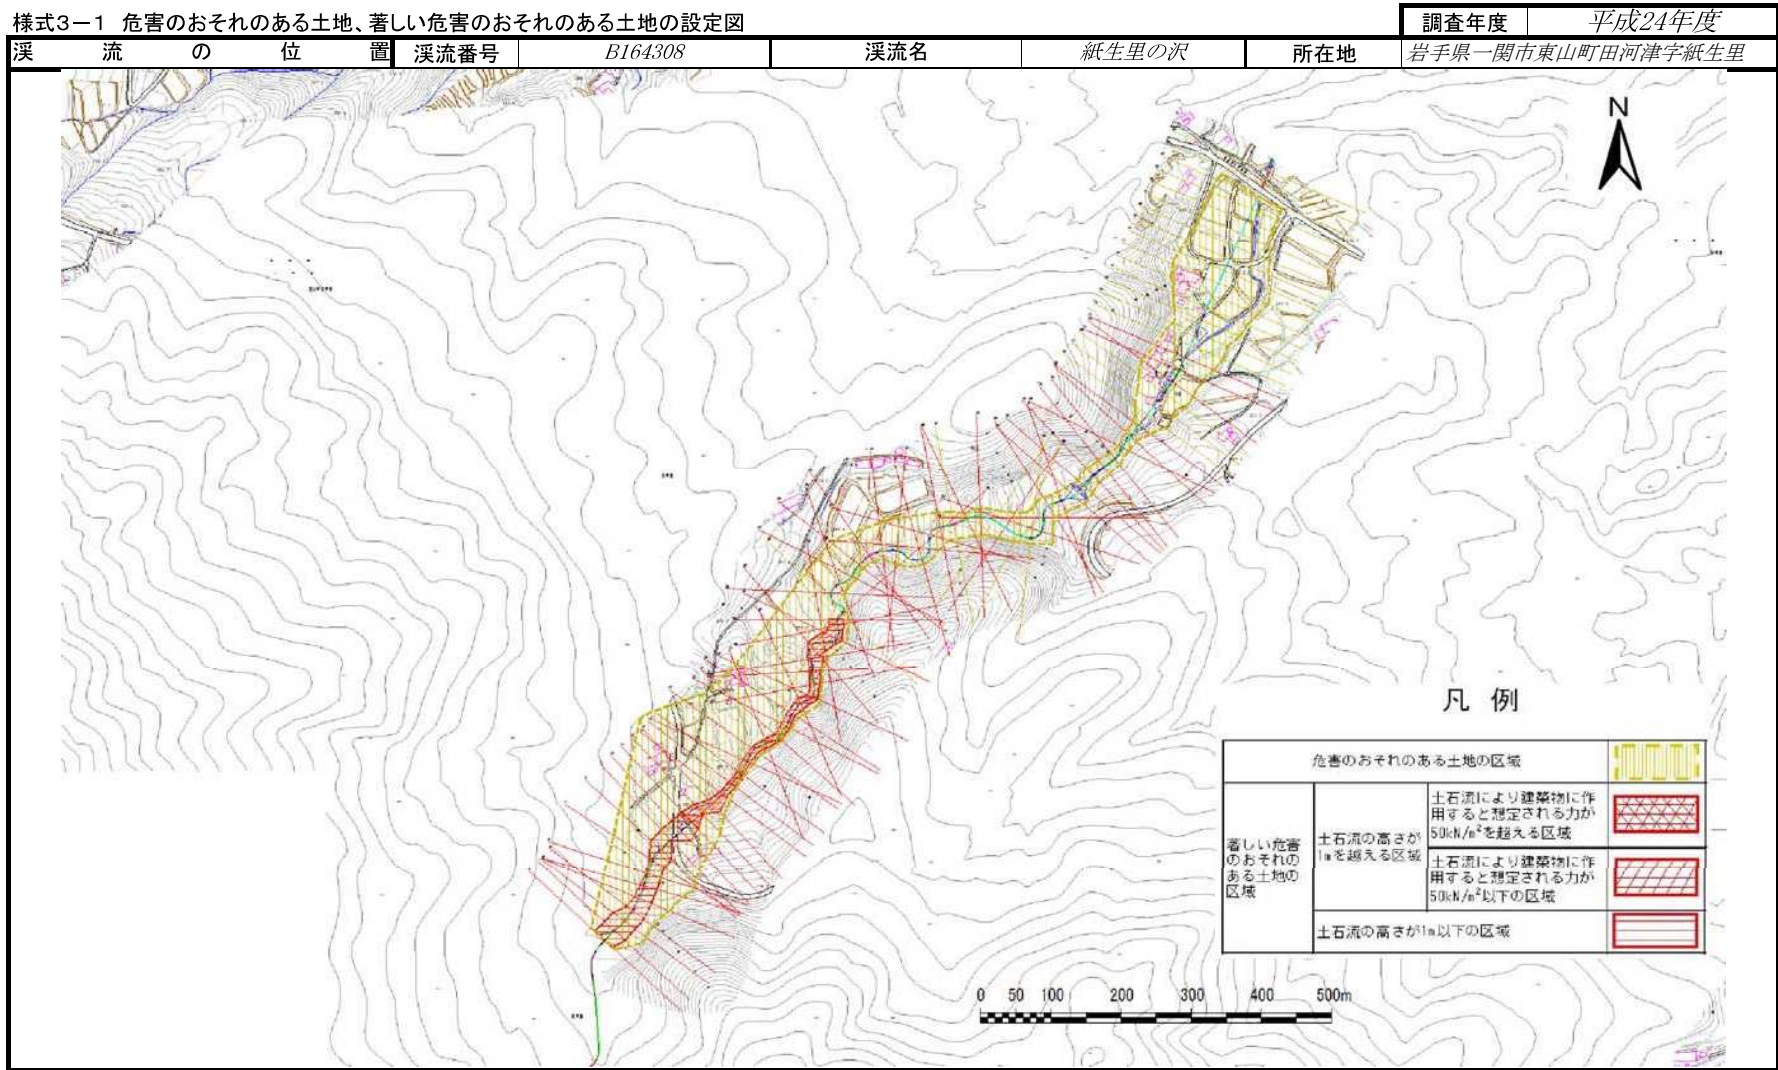 様式3-1 危害のおそれのある土地、著しい危害のおそれのある土地の設定図
調査年度 平成24年度
渓流の位置 渓流番号 B164308 渓流名 紙生里の沢 所在地 岩手県一関市東山町田河津字紙生里
N
凡 例
危害のおそれのある土地の区域
著しい危害
のおそれの
ある土地の
区域
土石流の高さが
1mを越える区域
土石流により建築物に作
用すると想定される力が
50kN/m²を超える区域
土石流により建築物に作
用すると想定される力が
50kN/m²以下の区域
土石流の高さが1m以下の区域
0 50 100 200 300 400 500m